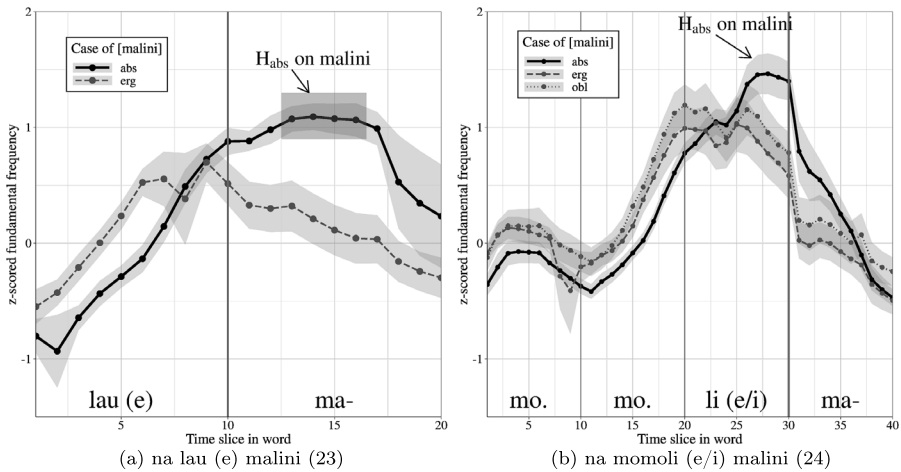 Case of [malini]
abs
erg
H_abs on malini
z-scored fundamental frequency
2
1
0
-1
lau (e)
ma-
5
10
15
20
Time slice in word
(a) na lau (e) malini (23)
Case of [malini]
abs
erg
obl
H_abs on malini
z-scored fundamental frequency
2
1
0
-1
mo.
mo.
li (e/i)
ma-
5
10
15
20
25
30
35
40
Time slice in word
(b) na momoli (e/i) malini (24)